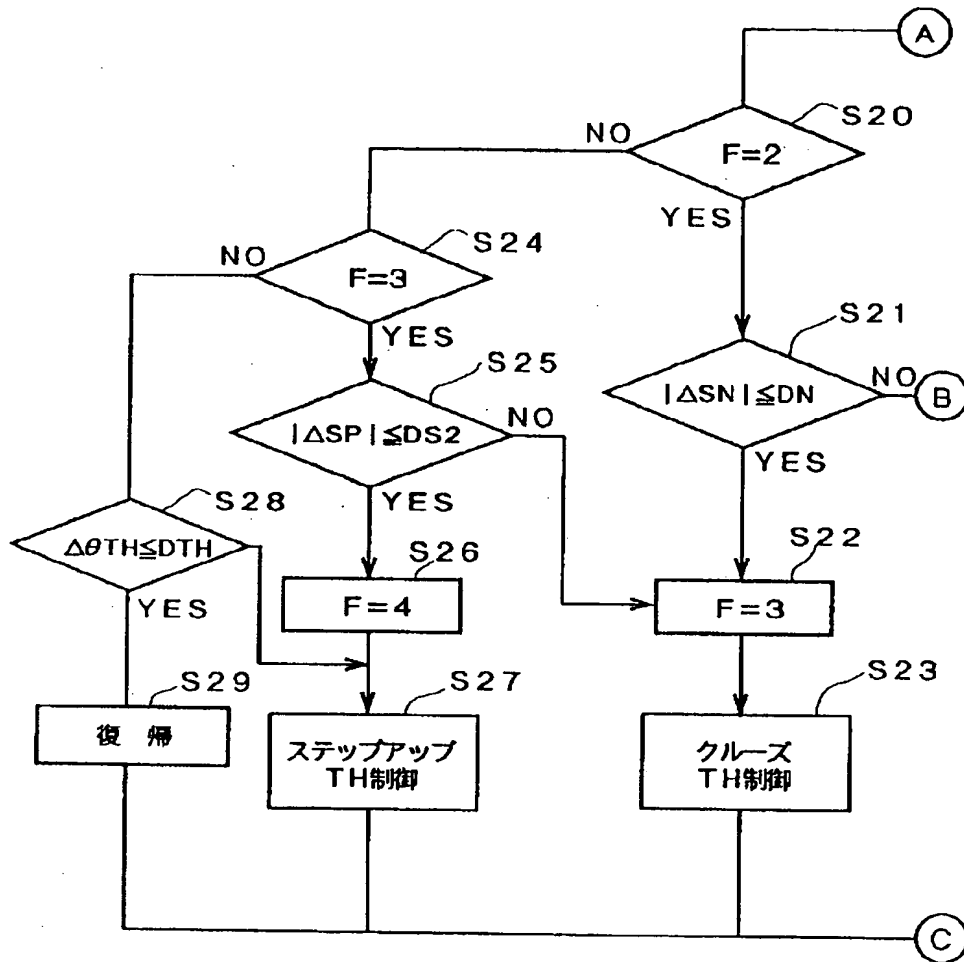 A
S20
NO
F=2
YES
S24
NO
F=3
YES
S21
|ΔSN|≦DN
NO
B
YES
S25
|ΔSP|≦DS2
NO
YES
S28
ΔθTH≦DTH
YES
S26
F=4
S22
F=3
S29
復帰
S27
ステップアップ
TH制御
S23
クルーズ
TH制御
C